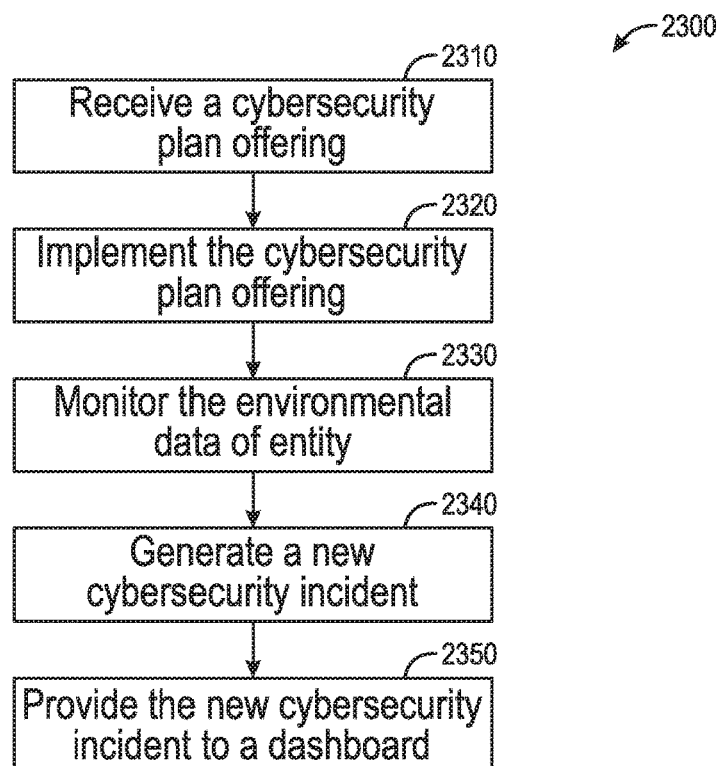 2300
2310
Receive a cybersecurity
plan offering
2320
Implement the cybersecurity
plan offering
2330
Monitor the environmental
data of entity
2340
Generate a new
cybersecurity incident
2350
Provide the new cybersecurity
incident to a dashboard